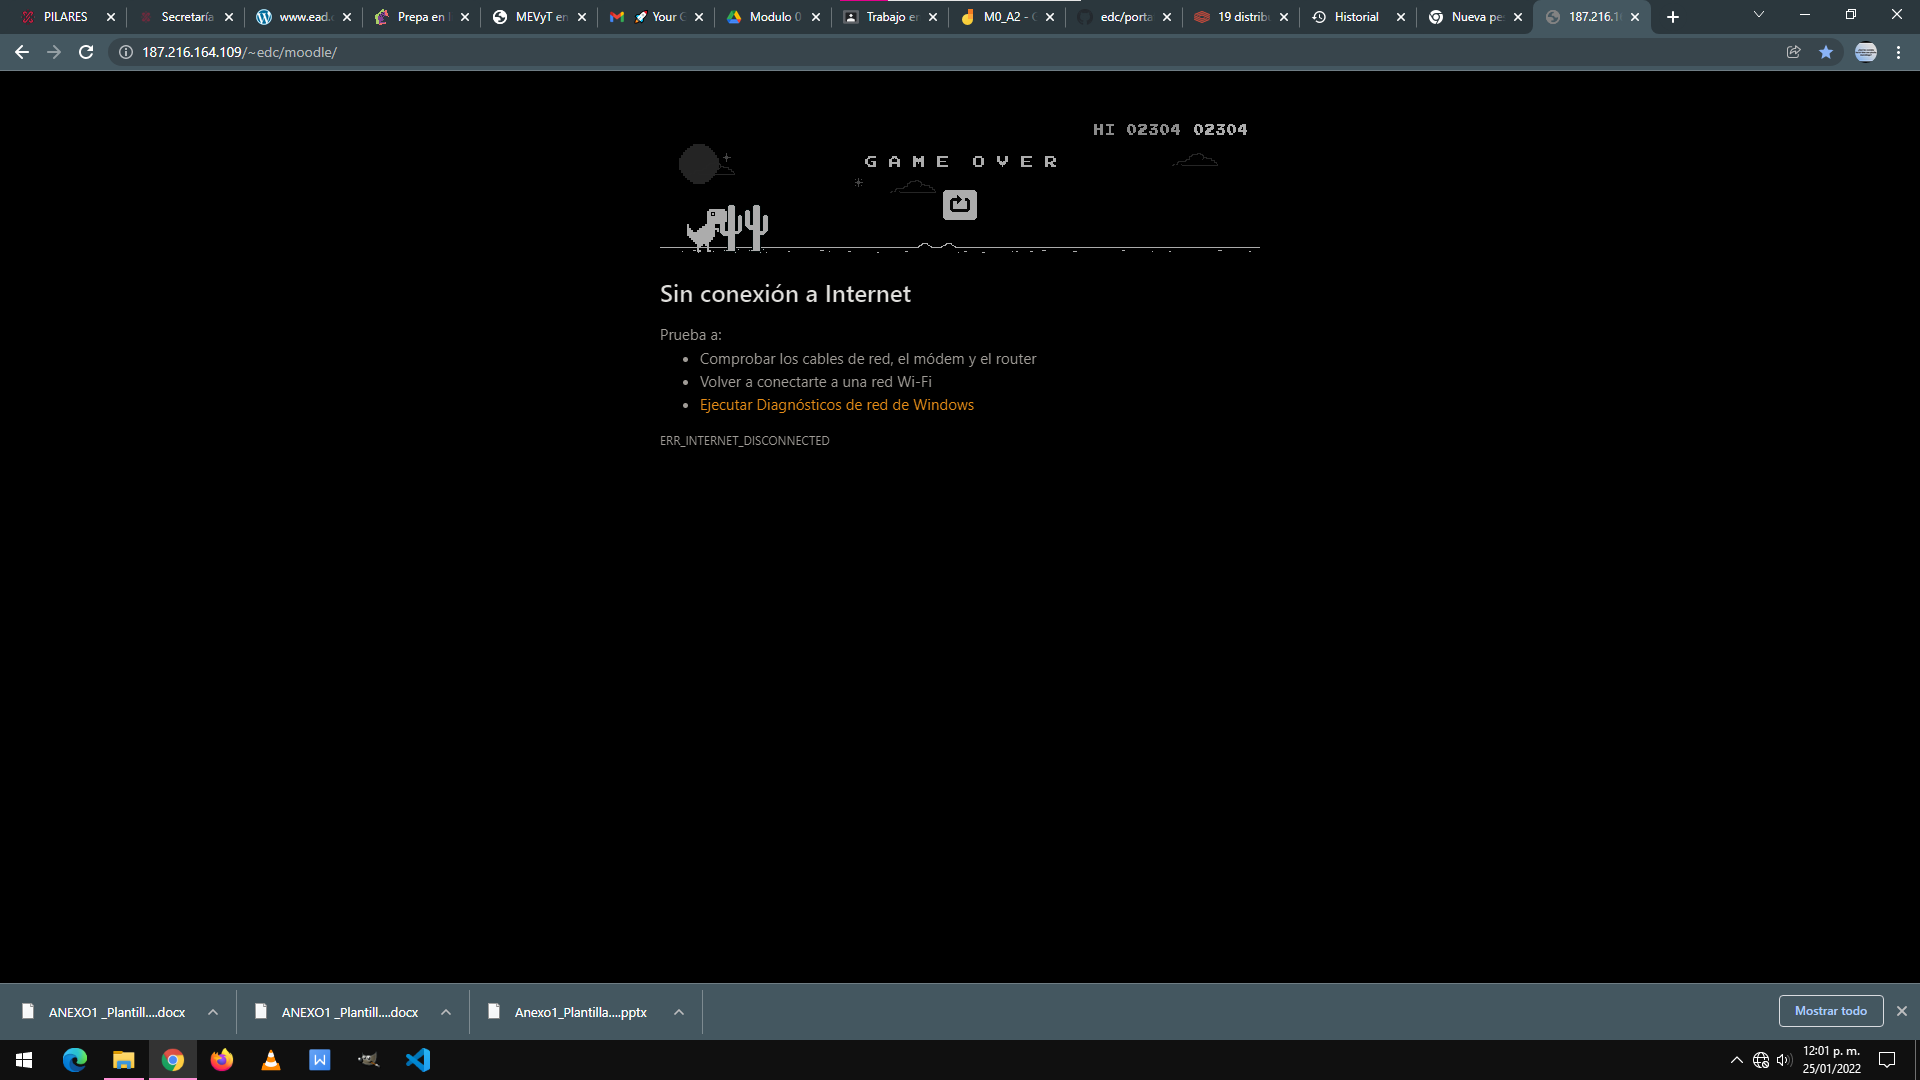 PILARES
Secretaría
www.ead.
Prepa en
MEVyT en
Your
Modulo 0
Trabajo en
M0_A2 -
edc/porta
19 distrib
Historial
Nueva pe
187.216.1
187.216.164.109/~edc/moodle/
HI 02304 02304
GAME OVER
Sin conexión a Internet
Prueba a:
Comprobar los cables de red, el módem y el router
Volver a conectarte a una red Wi-Fi
Ejecutar Diagnósticos de red de Windows
ERR_INTERNET_DISCONNECTED
ANEXO1 _Plantill....docx
ANEXO1 _Plantill....docx
Anexo1_Plantilla....pptx
Mostrar todo
12:01 p. m.
25/01/2022